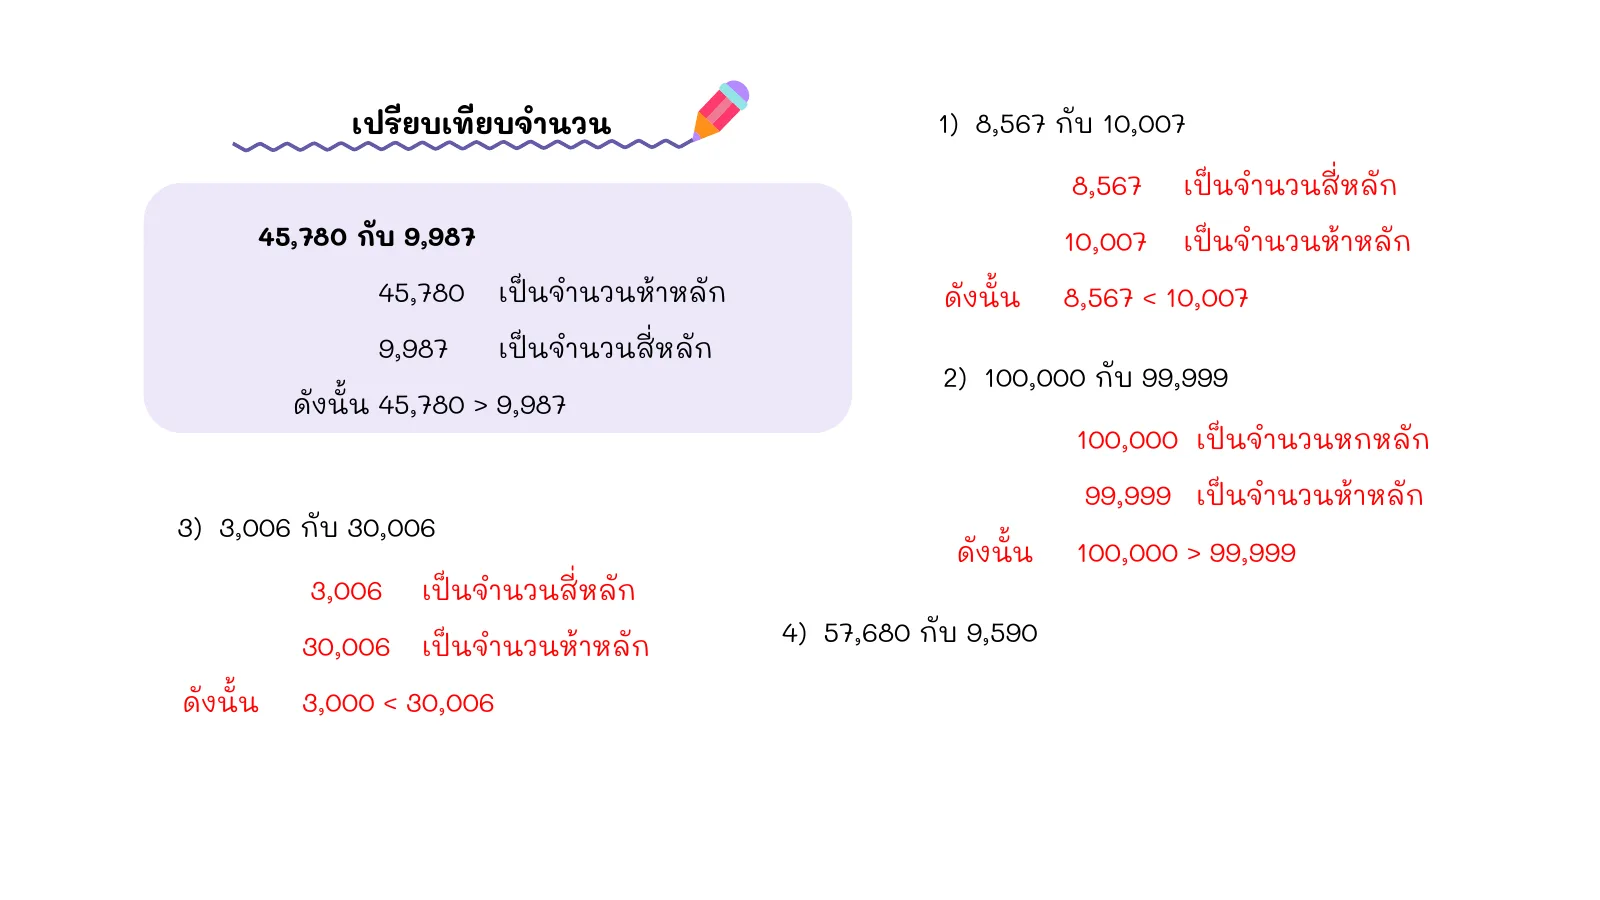 เปรียบเทียบจำนวน
45,780 กับ 9,987
45,780 เป็นจำนวนห้าหลัก
9,987 เป็นจำนวนสี่หลัก
ดังนั้น 45,780 > 9,987
1) 8,567 กับ 10,007
8,567 เป็นจำนวนสี่หลัก
10,007 เป็นจำนวนห้าหลัก
ดังนั้น 8,567 < 10,007
2) 100,000 กับ 99,999
100,000 เป็นจำนวนหกหลัก
99,999 เป็นจำนวนห้าหลัก
ดังนั้น 100,000 > 99,999
3) 3,006 กับ 30,006
3,006 เป็นจำนวนสี่หลัก
30,006 เป็นจำนวนห้าหลัก
ดังนั้น 3,000 < 30,006
4) 57,680 กับ 9,590